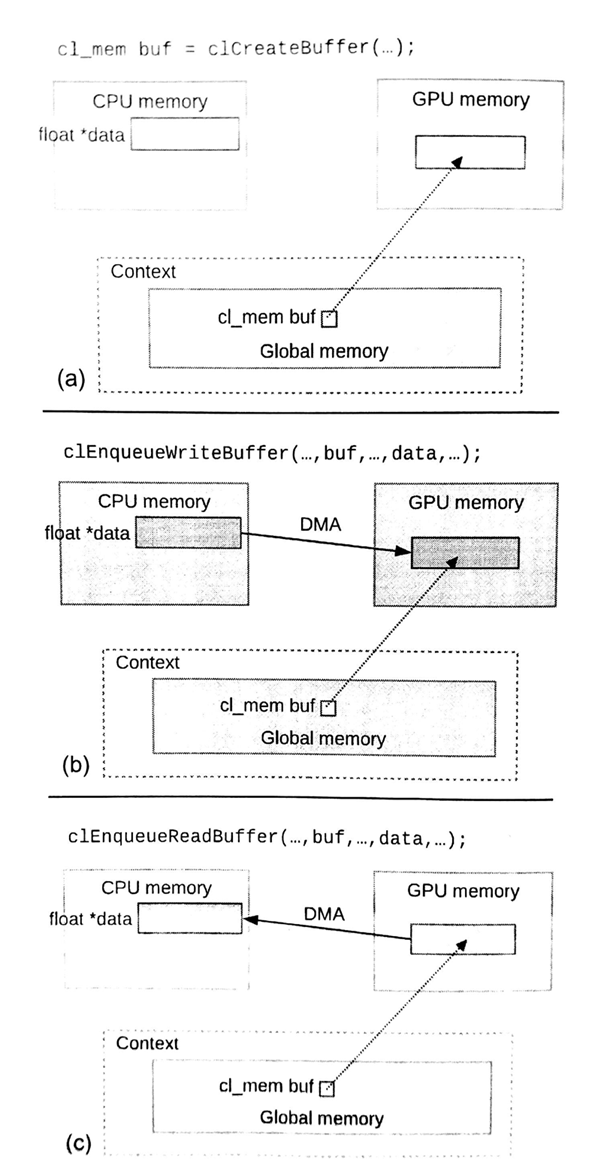 cl_mem buf = clCreateBuffer(…);
CPU memory
GPU memory
float *data
Context
cl_mem buf
Global memory
(a)
clEnqueueWriteBuffer(…,buf,…,data,…);
CPU memory
GPU memory
float *data
DMA
Context
cl_mem buf
Global memory
(b)
clEnqueueReadBuffer(…,buf,…,data,…);
CPU memory
GPU memory
float *data
DMA
Context
cl_mem buf
Global memory
(c)